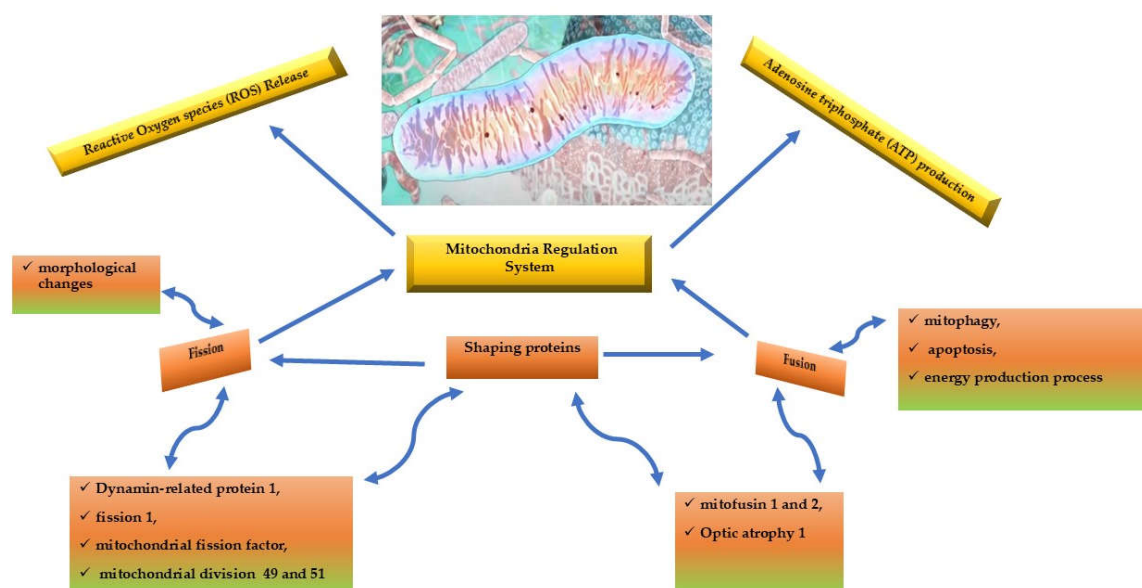 Reactive Oxygen species (ROS) Release
Adenosine triphosphate (ATP)
production
Mitochondria Regulation
System
✓ morphological
changes
Fission
Shaping proteins
Fusion
✓ mitophagy,
✓ apoptosis,
✓ energy production process
✓ Dynamin-related protein 1,
✓ fission 1,
✓ mitochondrial fission factor,
✓ mitochondrial division 49 and 51
✓ mitofusin 1 and 2,
✓ Optic atrophy 1